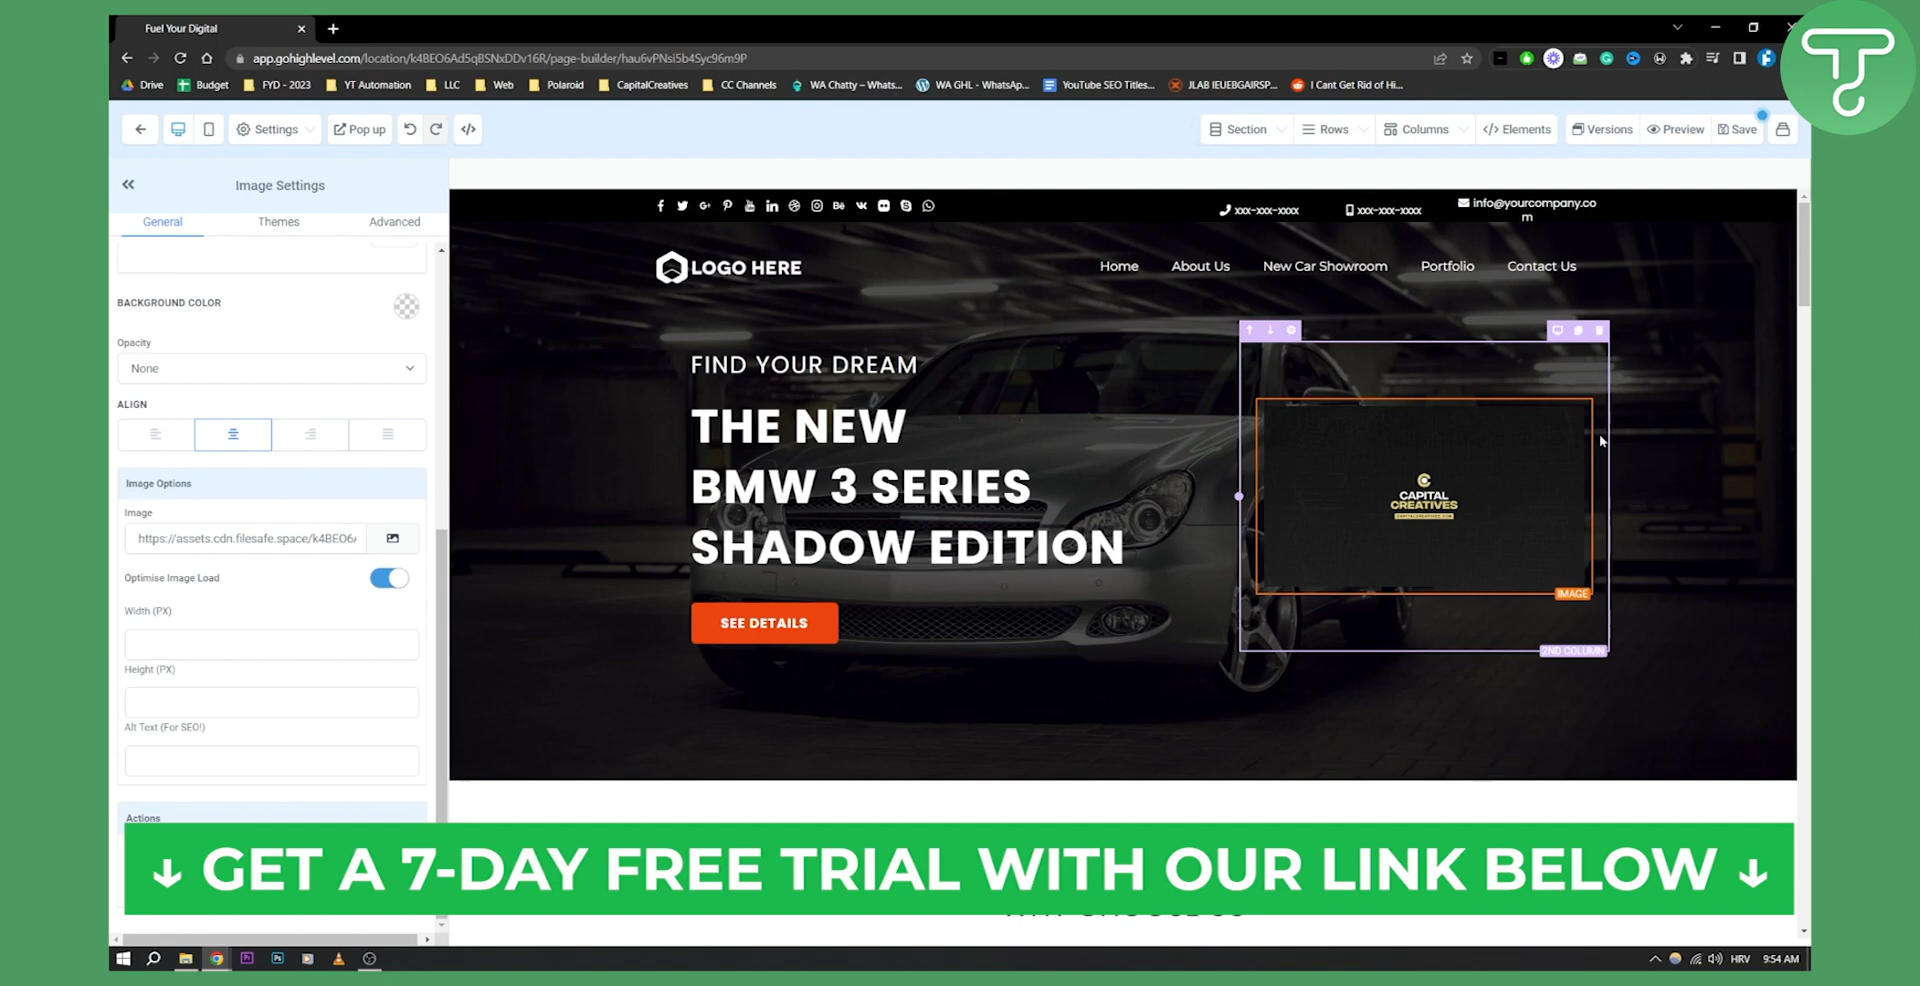 Fuel Your Digital
app.gohighlevel.com/location/k4BEO6Ad5qBSNxDDv16R/page-builder/hau6vPNsi5b4Syc96m9P
Drive Budget FYD - 2023 YT Automation LLC Web Polaroid CapitalCreatives CC Channels WA Chatty – Whats... WA GHL - WhatsAp... YouTube SEO Titles... JLAB IEUEBGAIRSP... I Cant Get Rid of Hi...
Settings Pop up Section Rows Columns Elements Versions Preview Save
Image Settings
General Themes Advanced
BACKGROUND COLOR
Opacity
None
ALIGN
Image Options
Image
https://assets.cdn.filesafe.space/k4BEO6
Optimise Image Load
Width (PX)
Height (PX)
Alt Text (For SEO!)
Actions
xxx-xxx-xxxx xxx-xxx-xxxx info@yourcompany.co
m
LOGO HERE Home About Us New Car Showroom Portfolio Contact Us
FIND YOUR DREAM
THE NEW
BMW 3 SERIES
SHADOW EDITION
SEE DETAILS
CAPITAL
CREATIVES
IMAGE
2ND COLUMN
↓ GET A 7-DAY FREE TRIAL WITH OUR LINK BELOW ↓
HRV 9:54 AM